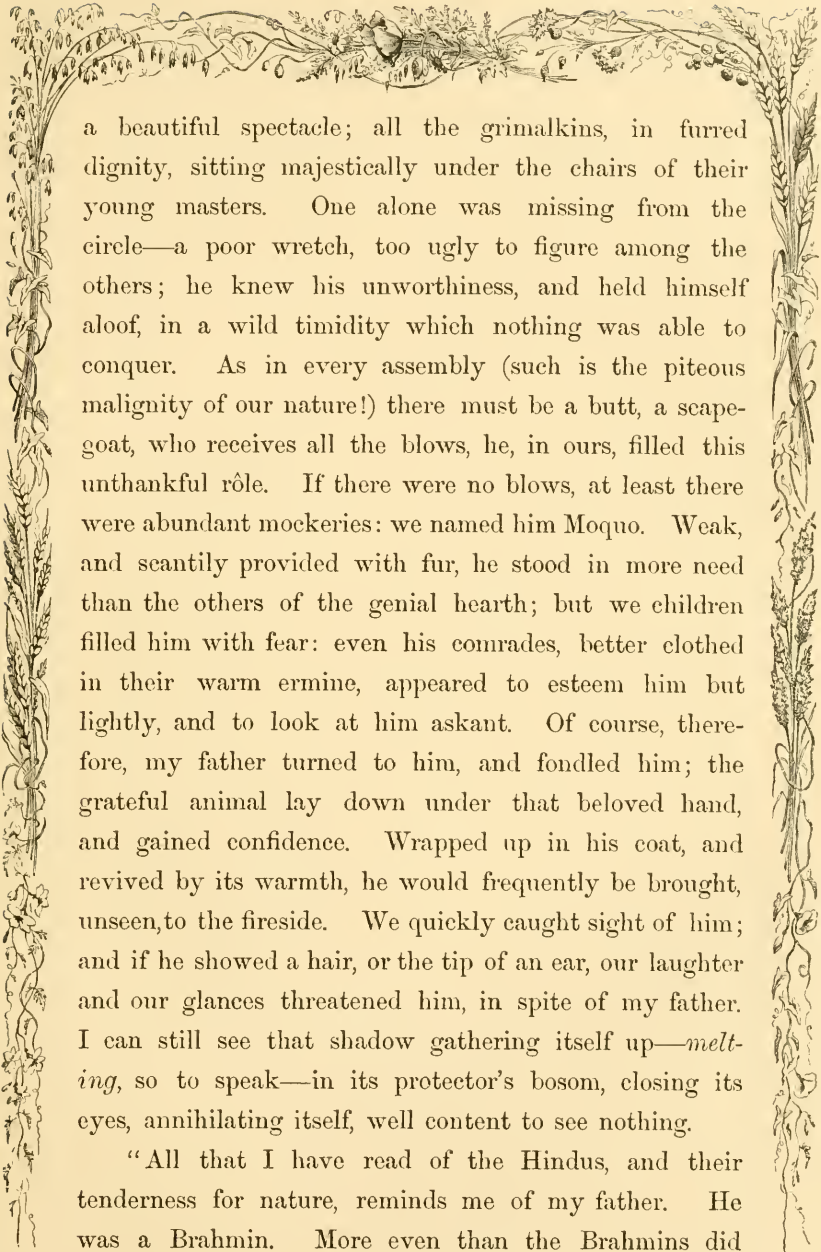 a beautiful spectacle; all the grimalkins, in furred
dignity, sitting majestically under the chairs of their
young masters. One alone was missing from the
circle—a poor wretch, too ugly to figure among the
others; he knew his unworthiness, and held himself
aloof, in a wild timidity which nothing was able to
conquer. As in every assembly (such is the piteous
malignity of our nature!) there must be a butt, a scape-
goat, who receives all the blows, he, in ours, filled this
unthankful rôle. If there were no blows, at least there
were abundant mockeries: we named him Moquo. Weak,
and scantily provided with fur, he stood in more need
than the others of the genial hearth; but we children
filled him with fear: even his comrades, better clothed
in their warm ermine, appeared to esteem him but
lightly, and to look at him askant. Of course, there-
fore, my father turned to him, and fondled him; the
grateful animal lay down under that beloved hand,
and gained confidence. Wrapped up in his coat, and
revived by its warmth, he would frequently be brought,
unseen, to the fireside. We quickly caught sight of him;
and if he showed a hair, or the tip of an ear, our laughter
and our glances threatened him, in spite of my father.
I can still see that shadow gathering itself up—melt-
ing, so to speak—in its protector's bosom, closing its
eyes, annihilating itself, well content to see nothing.
"All that I have read of the Hindus, and their
tenderness for nature, reminds me of my father. He
was a Brahmin. More even than the Brahmins did